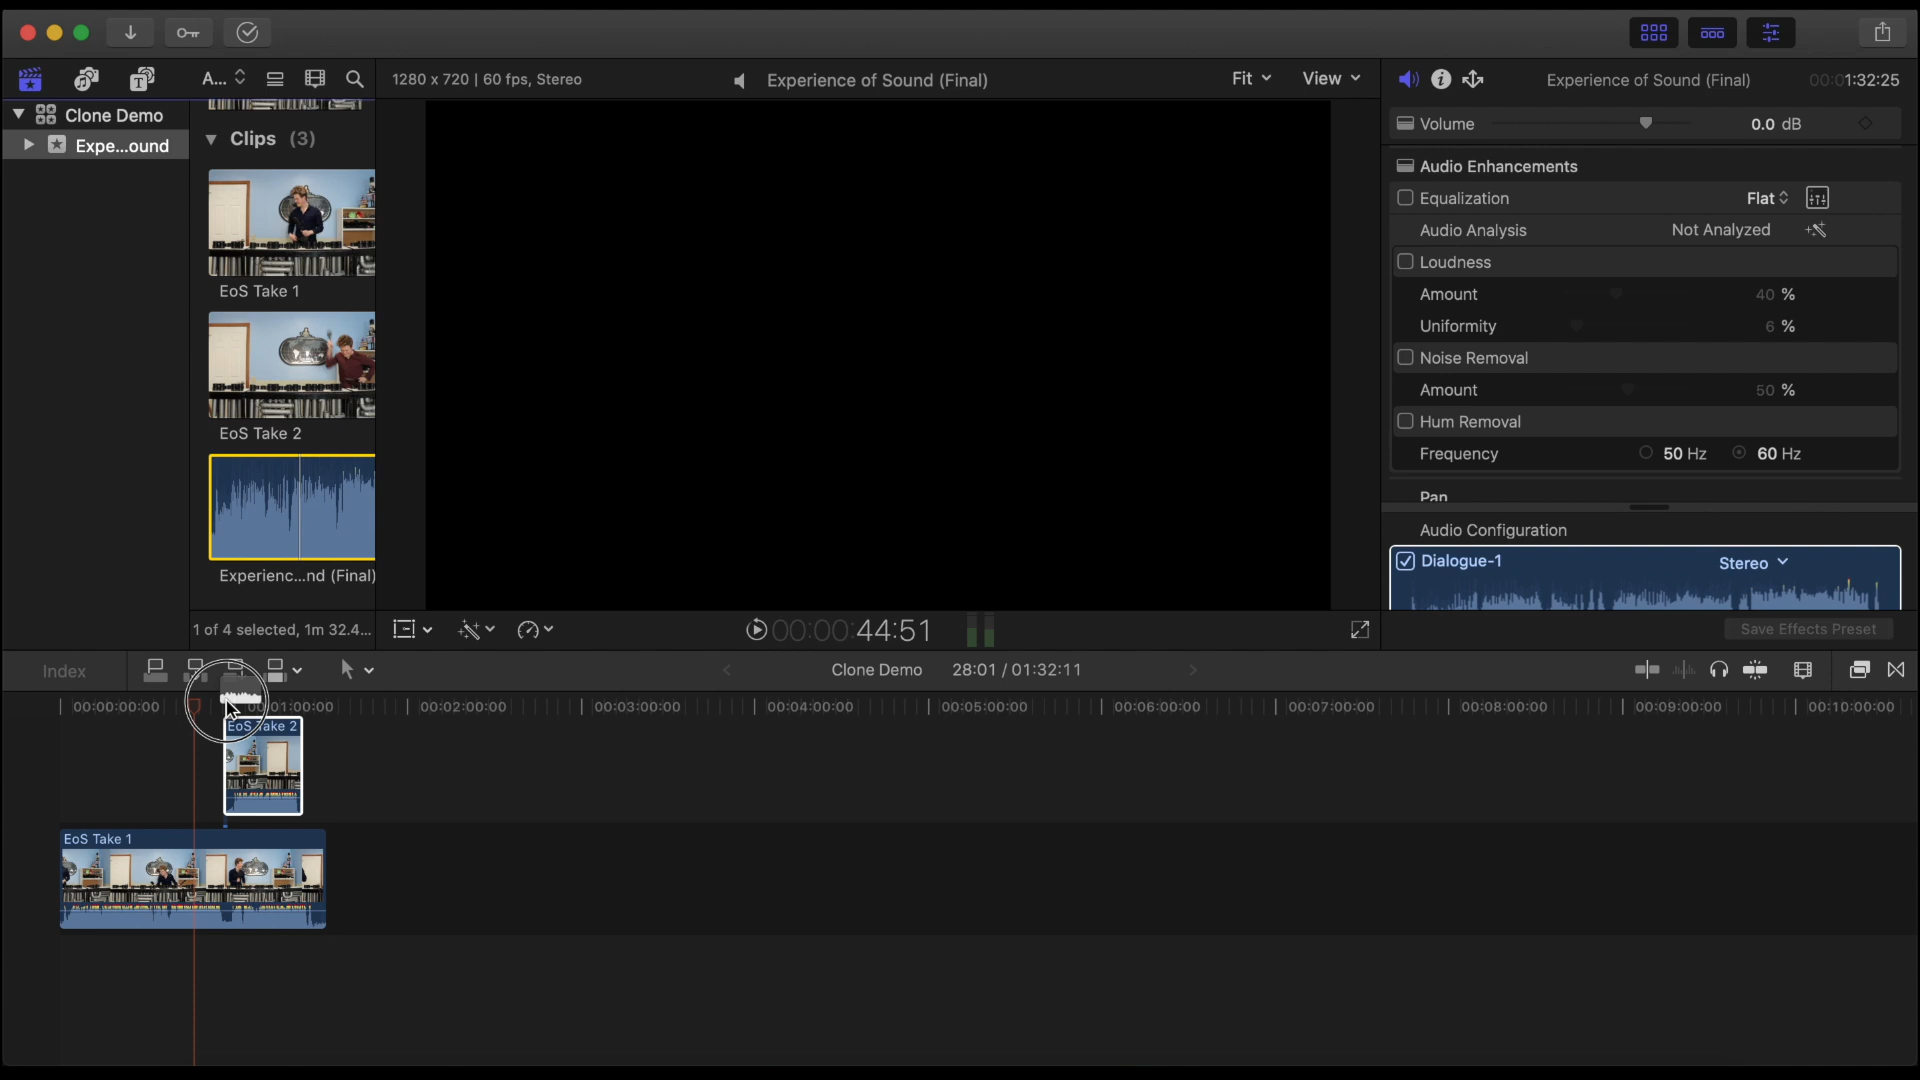 A...
1280 x 720 | 60 fps, Stereo
Experience of Sound (Final)
Fit
View
Experience of Sound (Final)
00:01:32:25
Clone Demo
Expe...ound
Clips (3)
EoS Take 1
EoS Take 2
Experienc...nd (Final)
1 of 4 selected, 1m 32.4...
00:00:44:51
Volume 0.0 dB
Audio Enhancements
Equalization Flat
Audio Analysis Not Analyzed
Loudness
Amount 40 %
Uniformity 6 %
Noise Removal
Amount 50 %
Hum Removal
Frequency 50 Hz 60 Hz
Pan
Audio Configuration
Dialogue-1 Stereo
Save Effects Preset
Index
Clone Demo 28:01 / 01:32:11
00:00:00:00 00:01:00:00 00:02:00:00 00:03:00:00 00:04:00:00 00:05:00:00 00:06:00:00 00:07:00:00 00:08:00:00 00:09:00:00 00:10:00:00
EoS Take 2
EoS Take 1